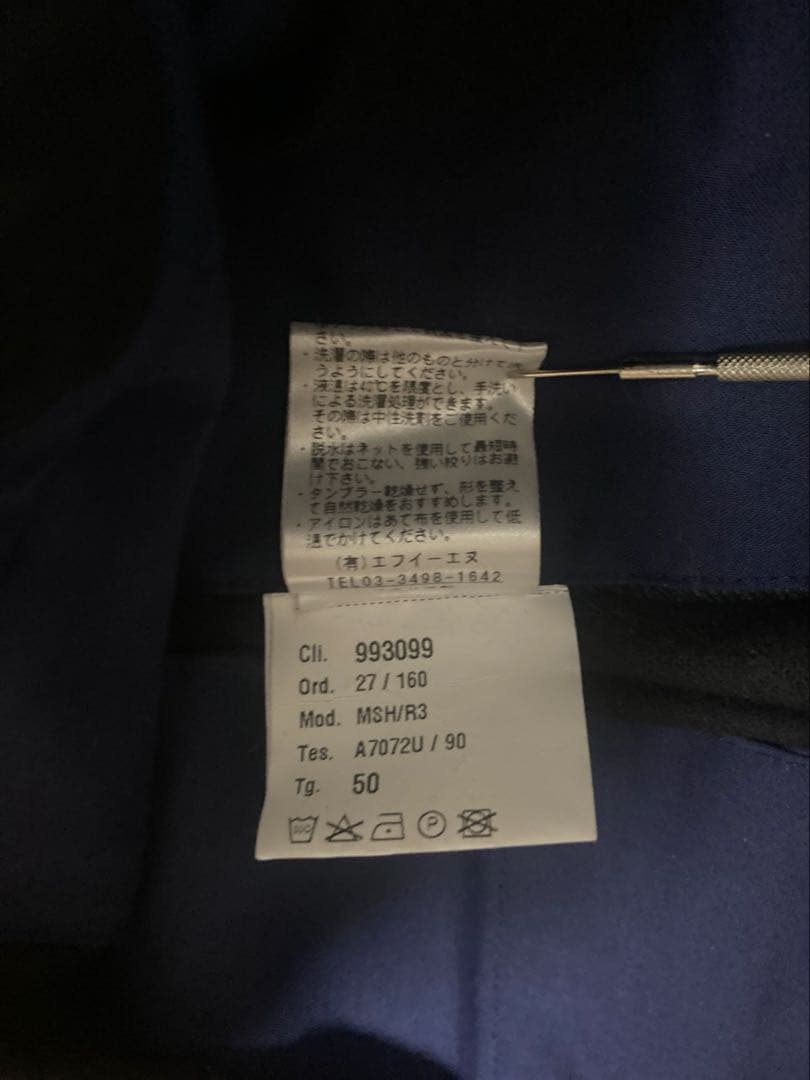 さい。
・洗濯の際は他のものと分けて洗
うようにしてください。
・液温は40℃を限度とし、手洗い
による洗濯処理ができます。
その際は中性洗剤をご使用くだ
さい。
・脱水はネットを使用して最短時
間でおこない、強い絞りはお避
け下さい。
・タンブラー乾燥せず、形を整え
て自然乾燥をおすすめします。
・アイロンはあて布を使用して低
温でかけてください。
(有)エフイーエヌ
TEL03-3498-1642
Cli. 993099
Ord. 27 / 160
Mod. MSH/R3
Tes. A7072U / 90
Tg. 50
P